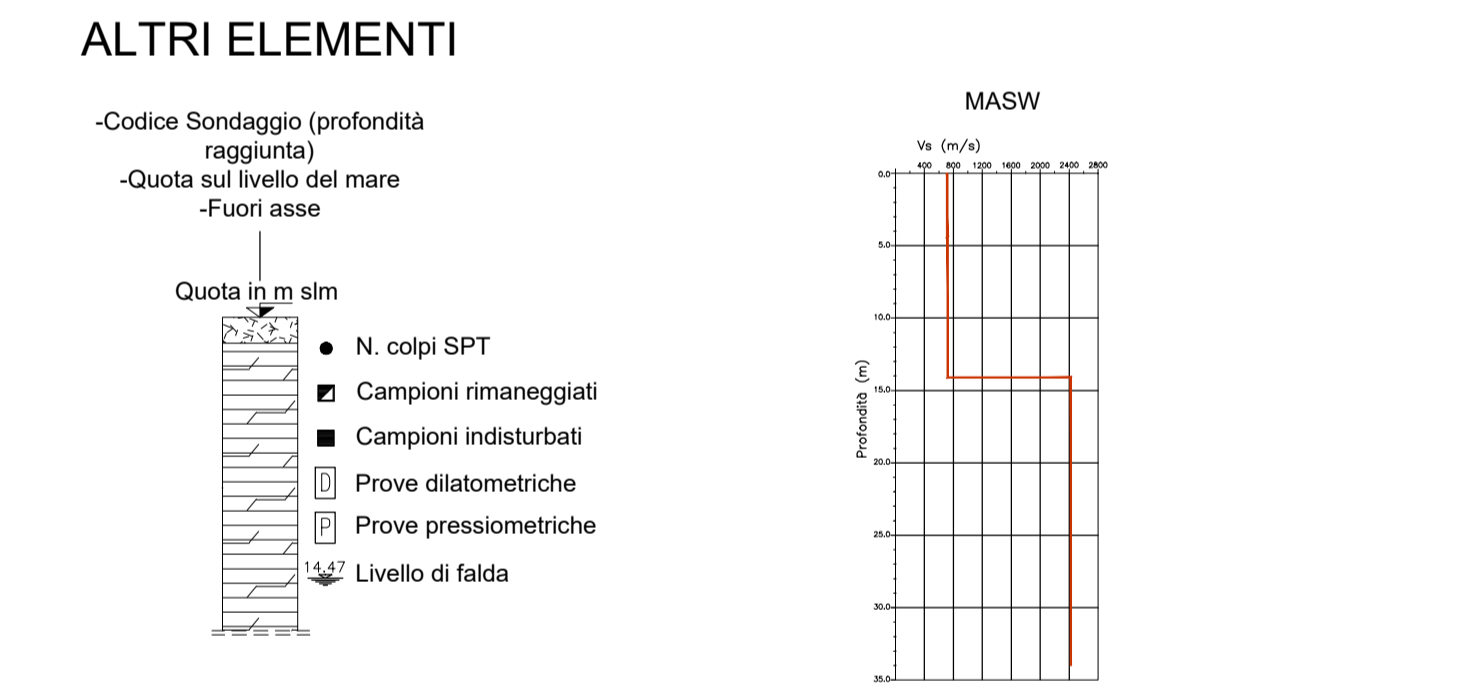 ALTRI ELEMENTI
-Codice Sondaggio (profondità
raggiunta)
-Quota sul livello del mare
-Fuori asse
Quota in m slm
N. colpi SPT
Campioni rimaneggiati
Campioni indisturbati
D Prove dilatometriche
P Prove pressiometriche
14.47 Livello di falda
MASW
Vs (m/s)
400 800 1200 1600 2000 2400 2800
0.0
5.0
10.0
15.0
20.0
25.0
30.0
35.0
Profondità (m)